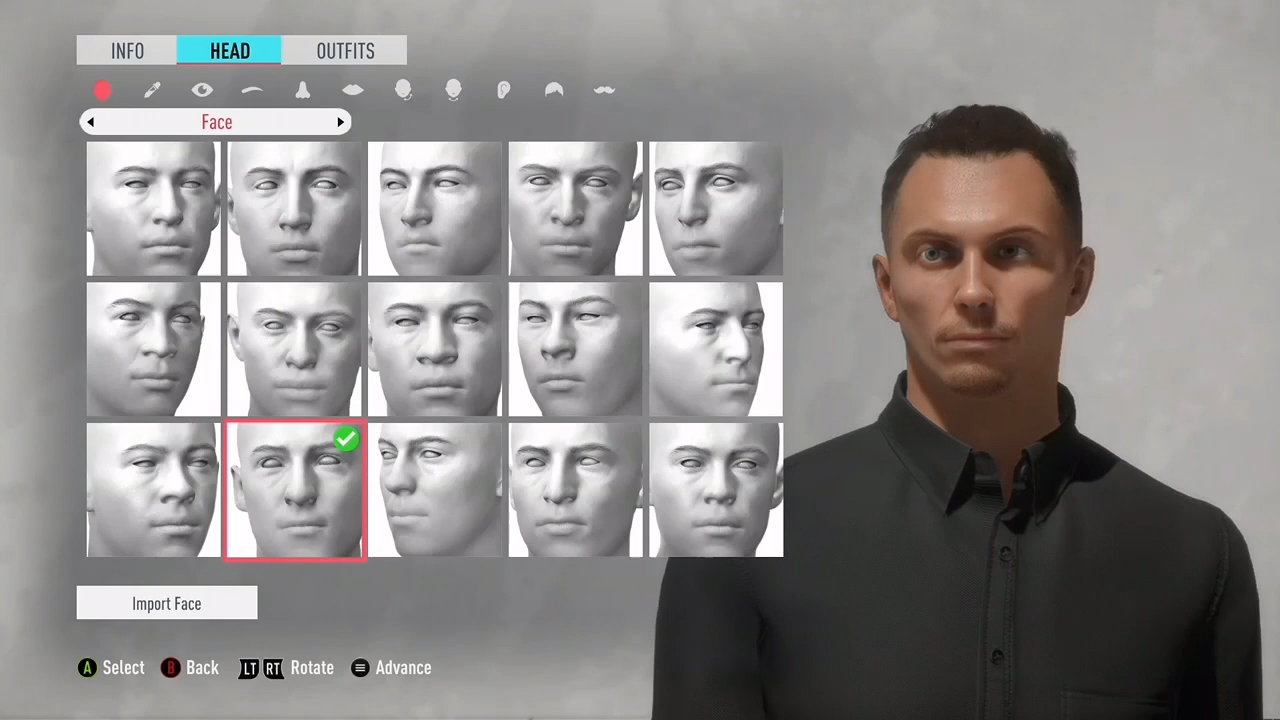 INFO HEAD OUTFITS
Face
Import Face
A Select B Back LT RT Rotate Advance